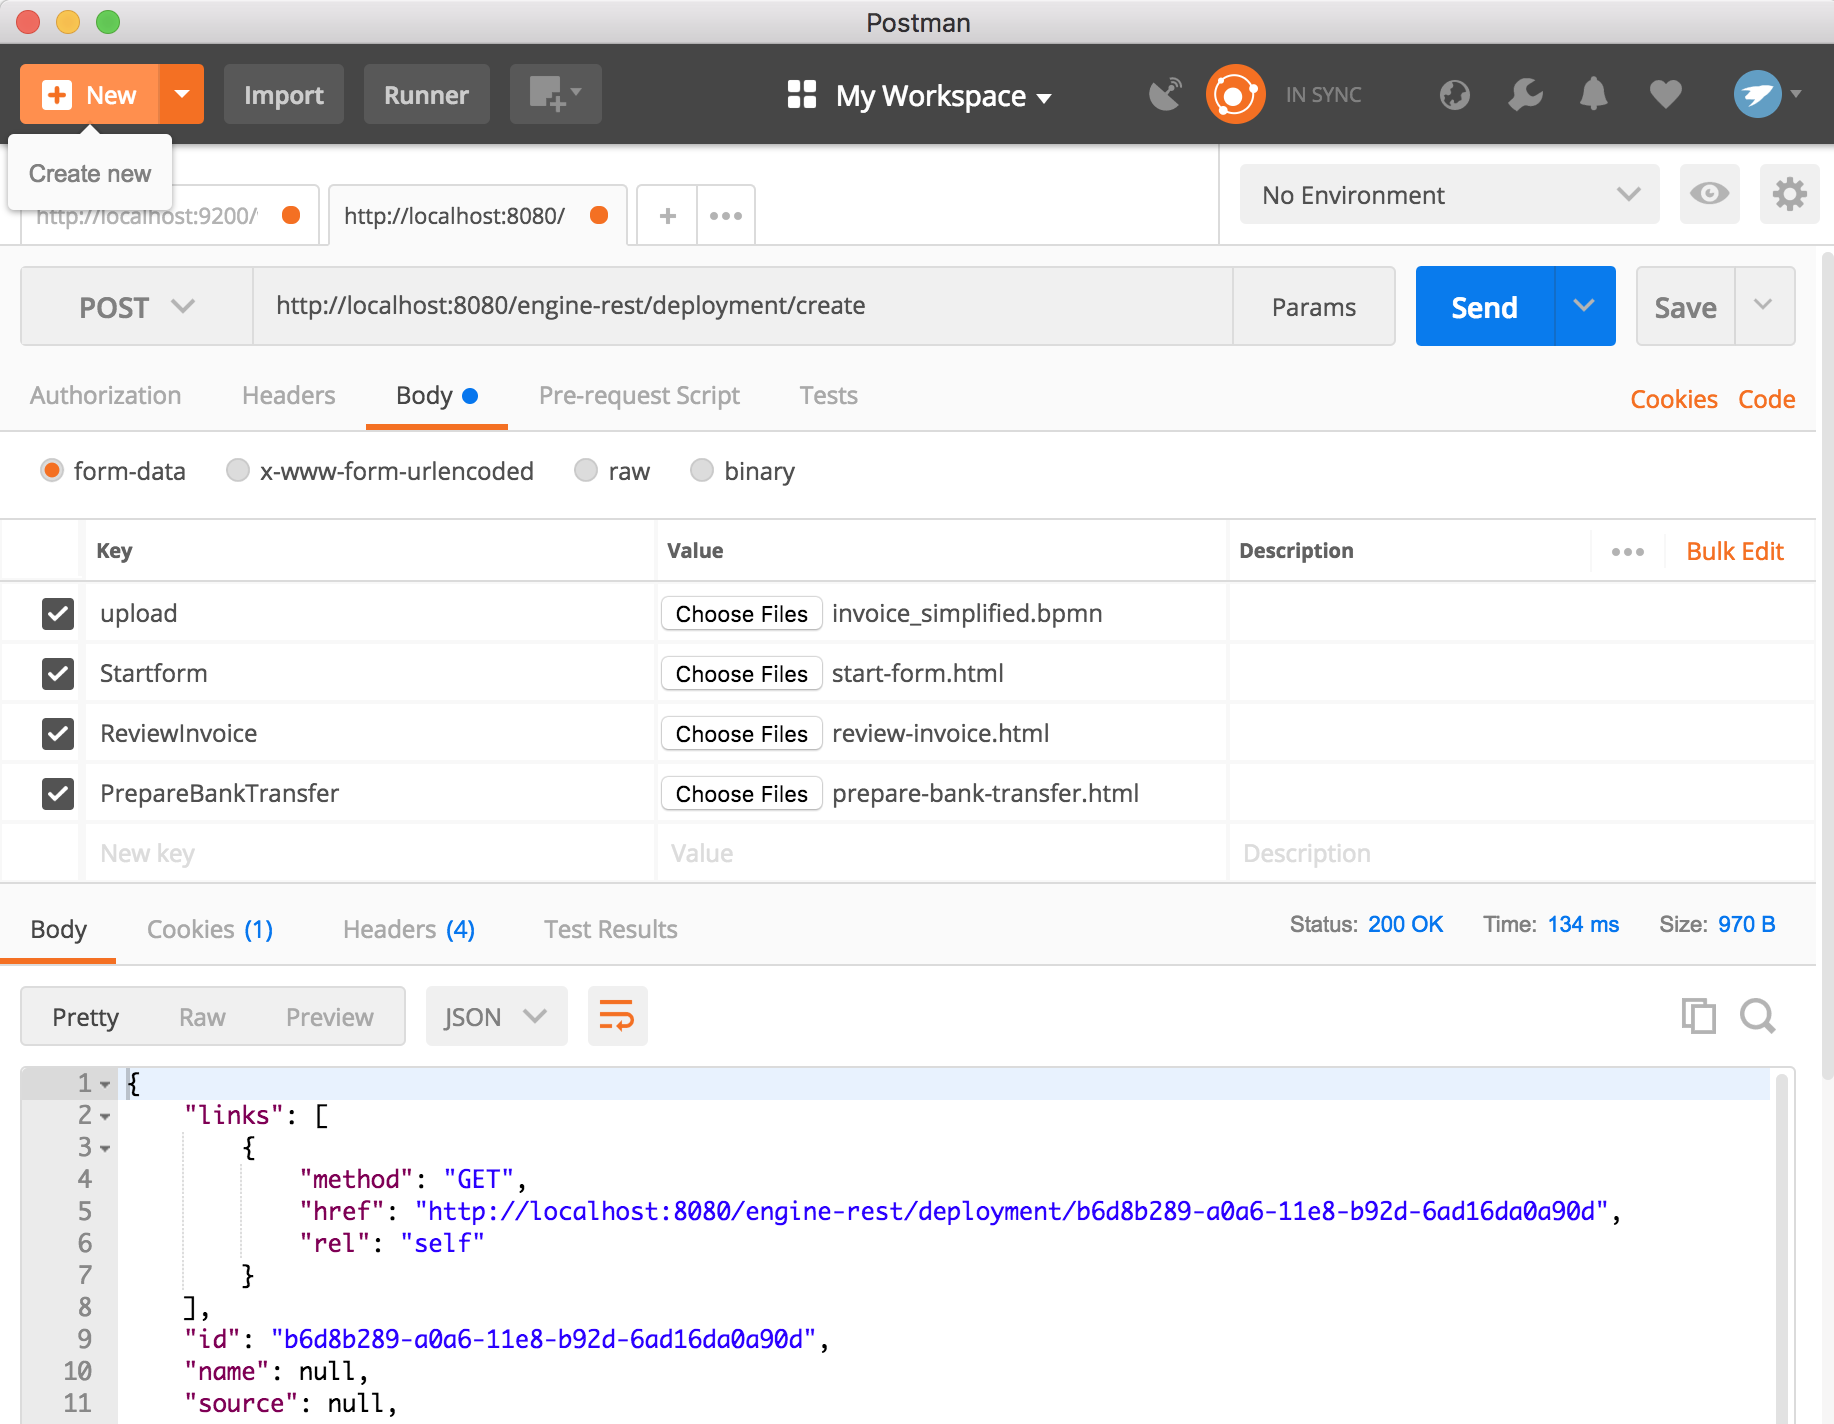 Postman
New
Import
Runner
My Workspace
IN SYNC
Create new
http://localhost:9200/
http://localhost:8080/
No Environment
POST
http://localhost:8080/engine-rest/deployment/create
Params
Send
Save
Authorization
Headers
Body
Pre-request Script
Tests
Cookies
Code
form-data
x-www-form-urlencoded
raw
binary
Key
Value
Description
Bulk Edit
upload
Choose Files
invoice_simplified.bpmn
Startform
Choose Files
start-form.html
ReviewInvoice
Choose Files
review-invoice.html
PrepareBankTransfer
Choose Files
prepare-bank-transfer.html
New key
Value
Description
Body
Cookies (1)
Headers (4)
Test Results
Status: 200 OK
Time: 134 ms
Size: 970 B
Pretty
Raw
Preview
JSON
1 {
2 "links": [
3 {
4 "method": "GET",
5 "href": "http://localhost:8080/engine-rest/deployment/b6d8b289-a0a6-11e8-b92d-6ad16da0a90d",
6 "rel": "self"
7 }
8 ],
9 "id": "b6d8b289-a0a6-11e8-b92d-6ad16da0a90d",
10 "name": null,
11 "source": null,